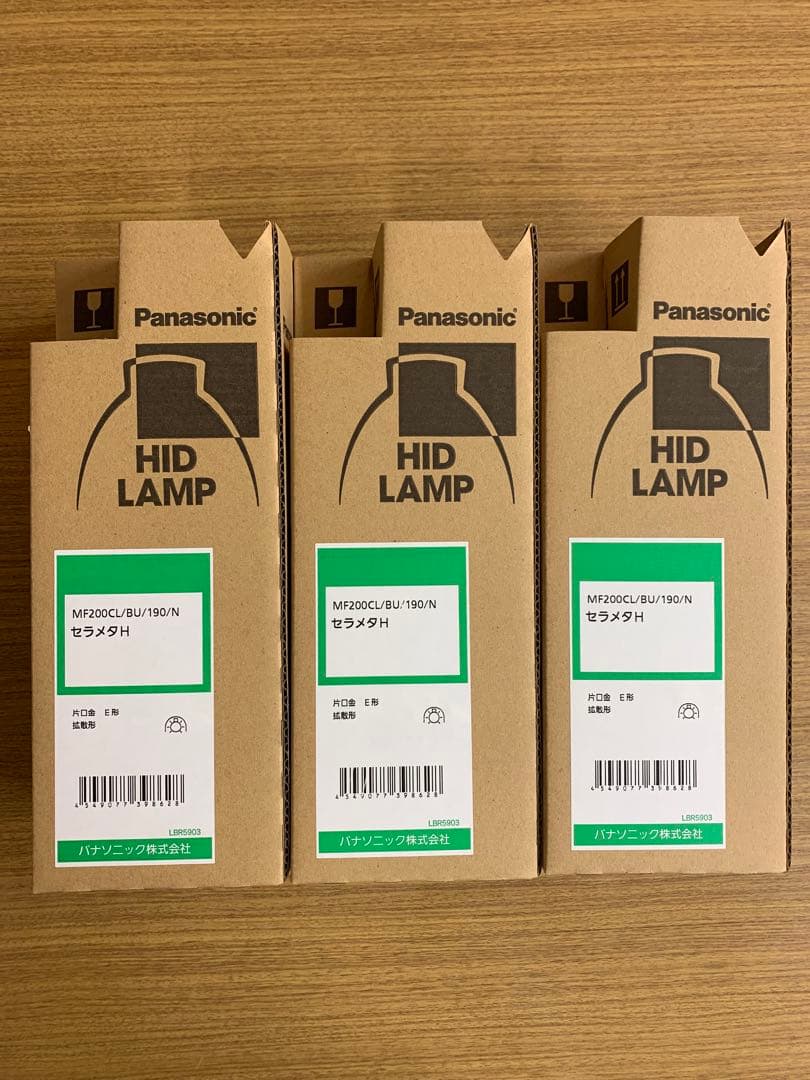 Panasonic
HID
LAMP
MF200CL/BU/190/N
セラメタH
片口金 E形
拡散形
4549077398628
LBR5903
パナソニック株式会社
Panasonic
HID
LAMP
MF200CL/BU/190/N
セラメタH
片口金 E形
拡散形
4549077398628
LBR5903
パナソニック株式会社
Panasonic
HID
LAMP
MF200CL/BU/190/N
セラメタH
片口金 E形
拡散形
4549077398628
LBR5903
パナソニック株式会社